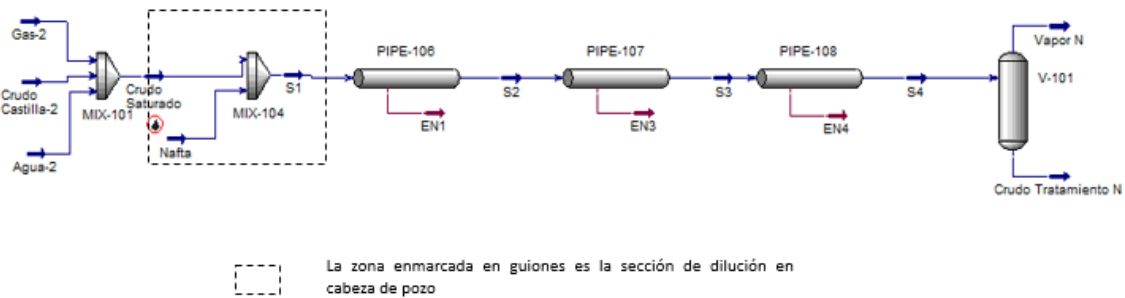 Gas-2
Crudo
Castilla-2
Agua-2
MIX-101
Crudo
Saturado
Nafta
MIX-104
S1
PIPE-106
EN1
S2
PIPE-107
EN3
S3
PIPE-108
EN4
S4
Vapor N
V-101
Crudo Tratamiento N
La zona enmarcada en guiones es la sección de dilución en
cabeza de pozo